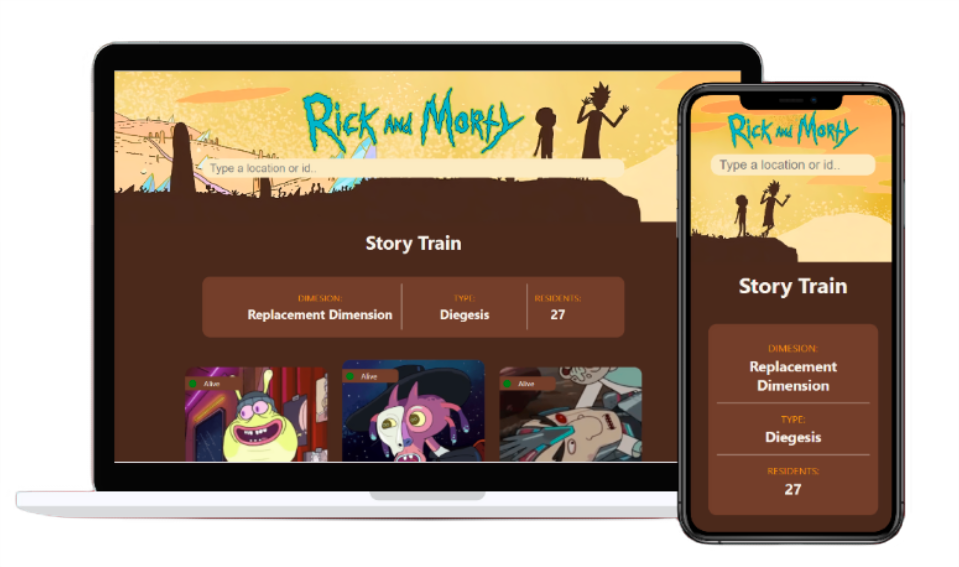 Rick and Morty
Type a location or id..
Story Train
DIMESION:
Replacement Dimension
TYPE:
Diegesis
RESIDENTS:
27
Alive
Alive
Alive
Rick and Morty
Type a location or id..
Story Train
DIMESION:
Replacement
Dimension
TYPE:
Diegesis
RESIDENTS:
27